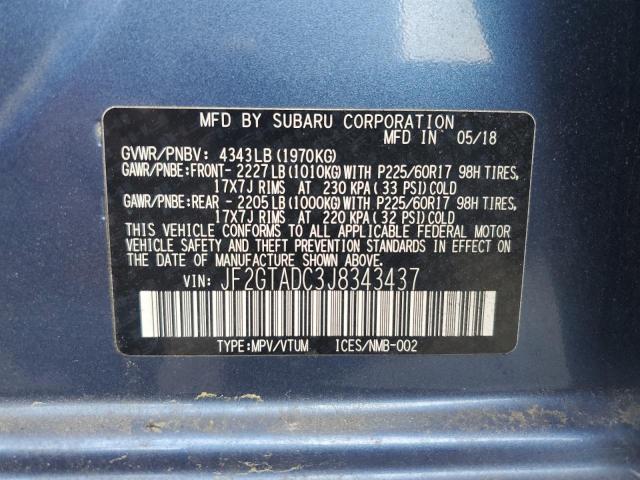 MFD BY SUBARU CORPORATION
MFD IN 05/18
GVWR/PNBV: 4343LB (1970KG)
GAWR/PNBE:FRONT- 2227LB (1010KG) WITH P225/60R17 98H TIRES,
17X7J RIMS AT 230 KPA (33 PSI) COLD
GAWR/PNBE:REAR - 2205LB (1000KG) WITH P225/60R17 98H TIRES,
17X7J RIMS AT 220 KPA (32 PSI) COLD
THIS VEHICLE CONFORMS TO ALL APPLICABLE FEDERAL MOTOR
VEHICLE SAFETY AND THEFT PREVENTION STANDARDS IN EFFECT
ON THE DATE OF MANUFACTURE SHOWN ABOVE.
VIN: JF2GTADC3J8343437
TYPE:MPV/VTUM ICES/NMB-002